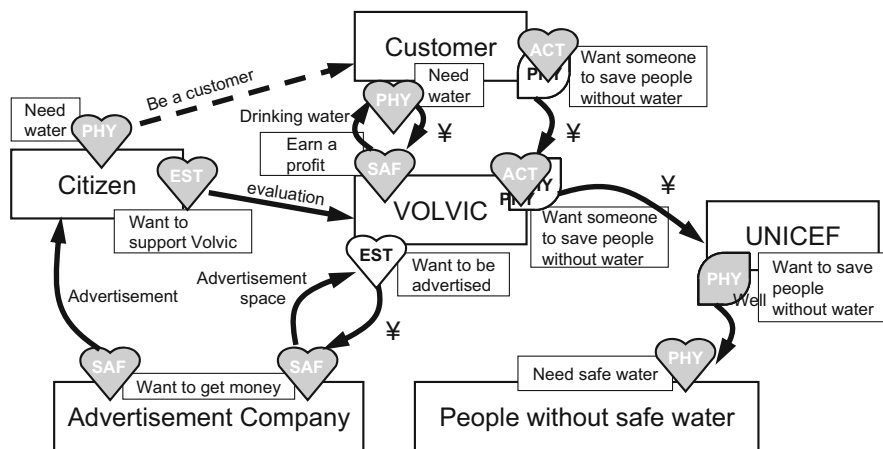 Customer
ACT
PHY
Want someone
to save people
without water
Be a customer
Need
water
PHY
Need
water
PHY
Drinking water
¥
¥
Earn a
profit
SAF
ACT
PHY
PHY
¥
Citizen
EST
evaluation
VOLVIC
Want to
support Volvic
Want someone
to save people
without water
UNICEF
EST
Want to be
advertised
Advertisement
space
Advertisement
¥
PHY
Well
Want to save
people
without water
SAF
Want to get money
SAF
Need safe water
PHY
Advertisement Company
People without safe water